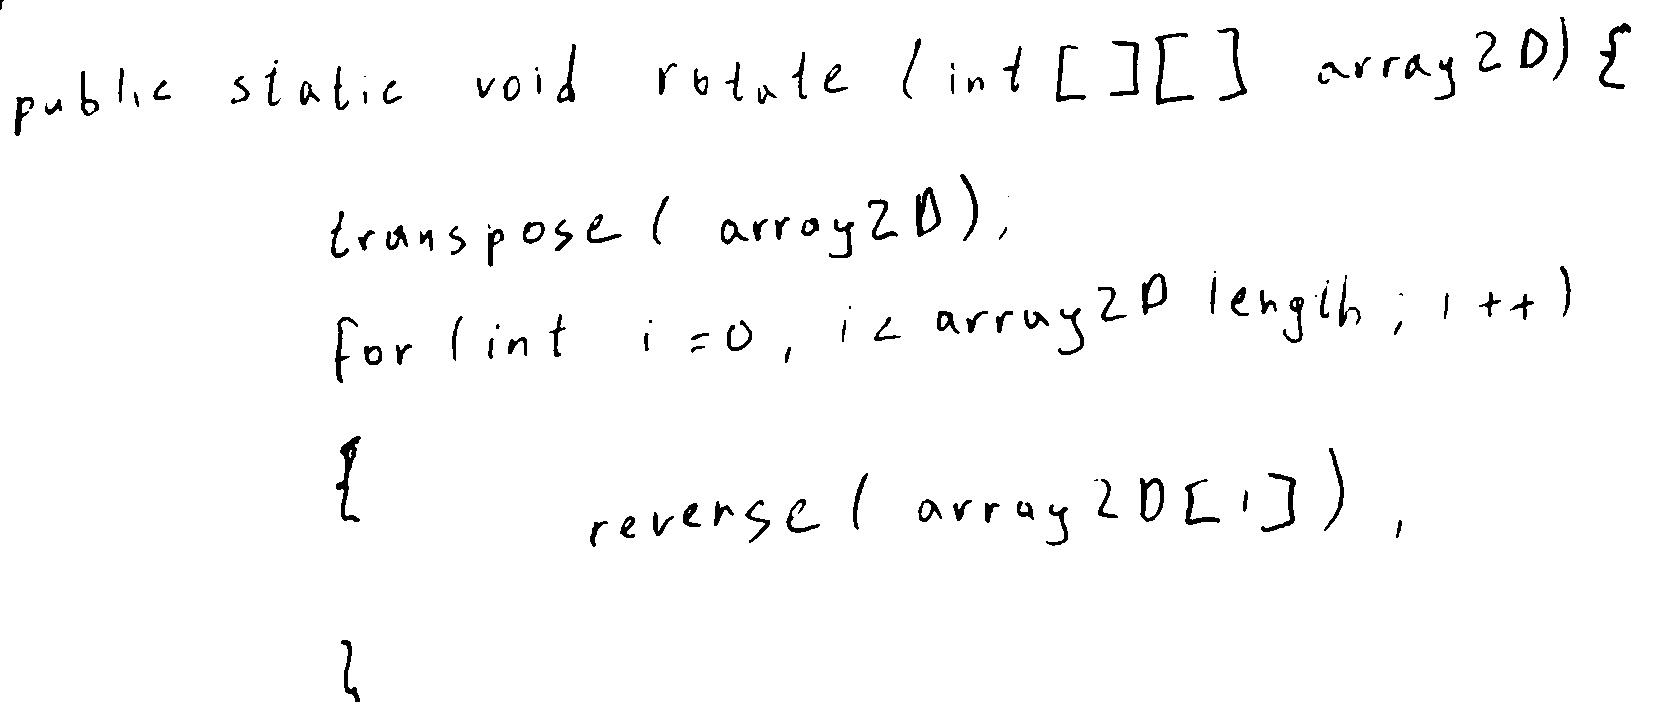 public static void rotate (int [][] array2D) {
transpose( array2D);
for (int i=0, i< array2D length; i++)
{ reverse( array2D[i]),
}